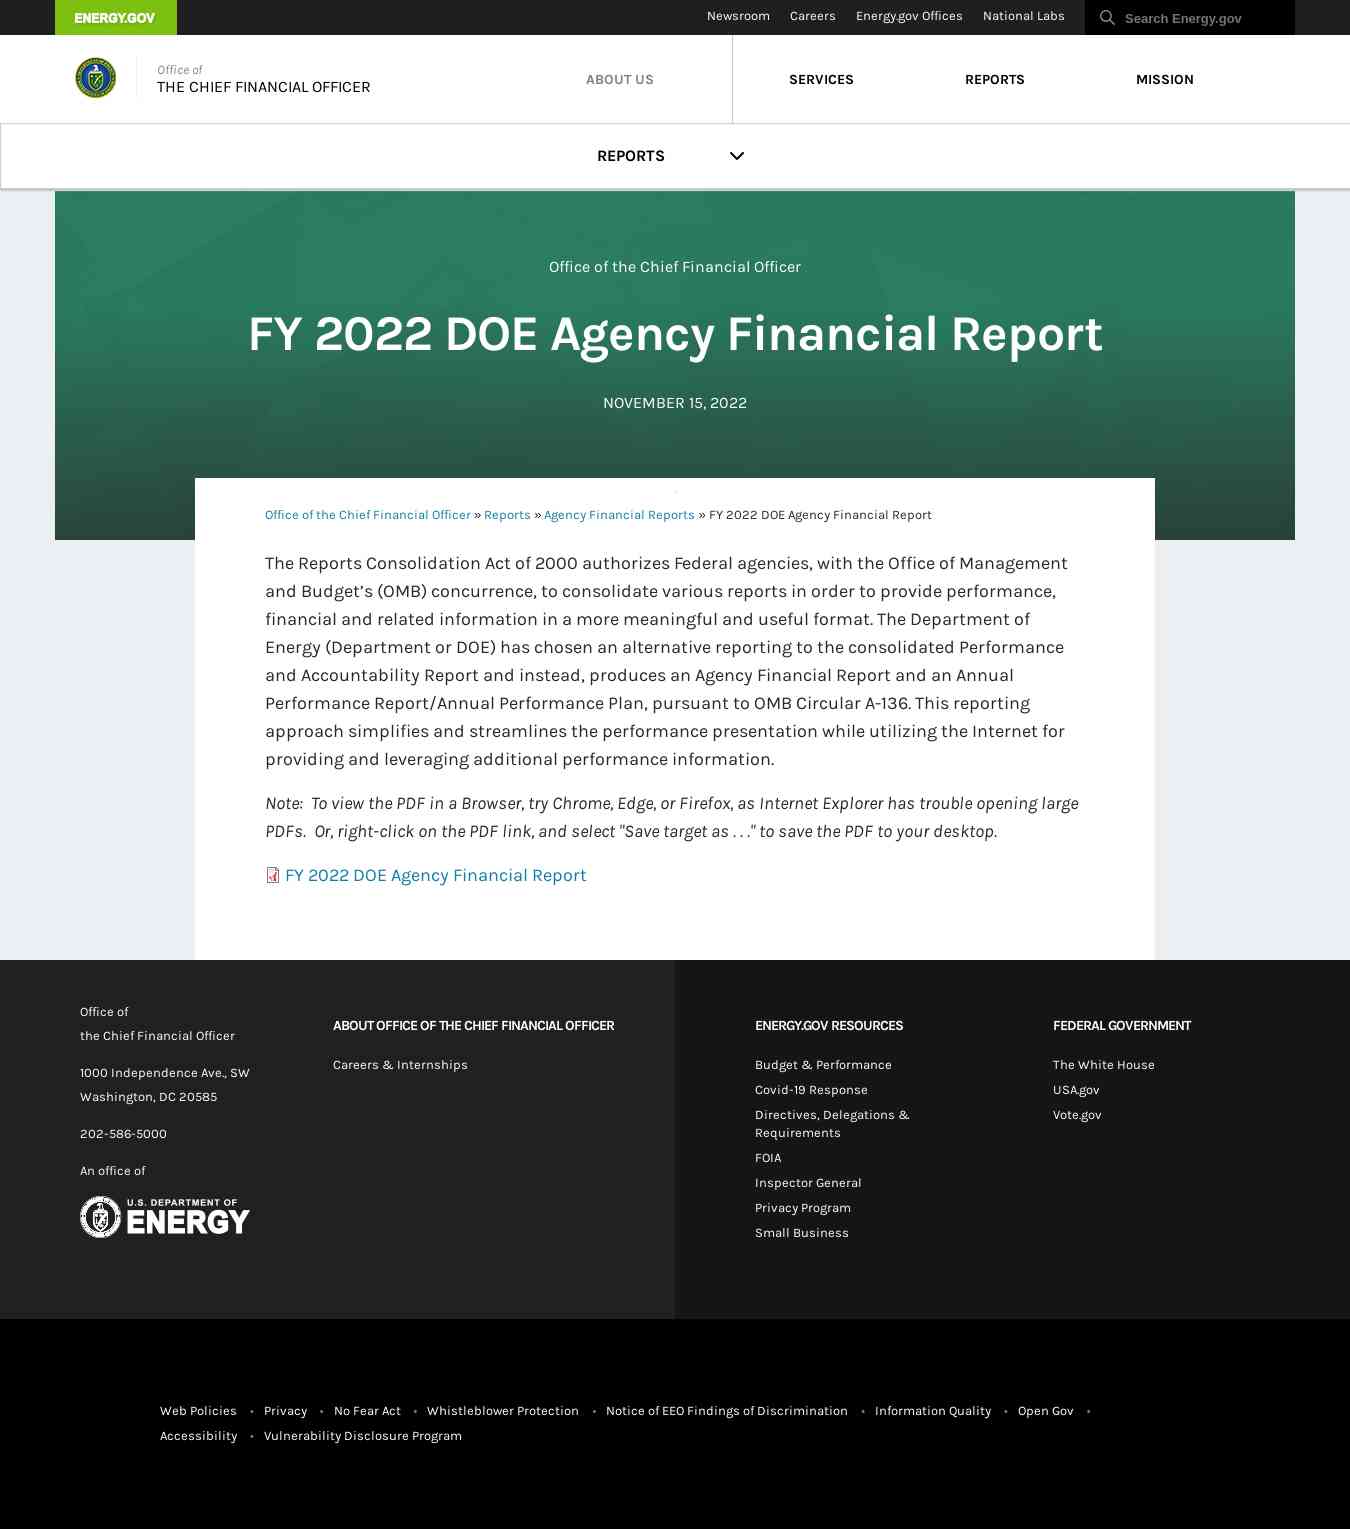 ENERGY.GOV
Newsroom Careers Energy.gov Offices National Labs Search Energy.gov
Office of
THE CHIEF FINANCIAL OFFICER
ABOUT US SERVICES REPORTS MISSION
REPORTS
Office of the Chief Financial Officer
FY 2022 DOE Agency Financial Report
NOVEMBER 15, 2022
Office of the Chief Financial Officer » Reports » Agency Financial Reports » FY 2022 DOE Agency Financial Report
The Reports Consolidation Act of 2000 authorizes Federal agencies, with the Office of Management
and Budget’s (OMB) concurrence, to consolidate various reports in order to provide performance,
financial and related information in a more meaningful and useful format. The Department of
Energy (Department or DOE) has chosen an alternative reporting to the consolidated Performance
and Accountability Report and instead, produces an Agency Financial Report and an Annual
Performance Report/Annual Performance Plan, pursuant to OMB Circular A-136. This reporting
approach simplifies and streamlines the performance presentation while utilizing the Internet for
providing and leveraging additional performance information.
Note:  To view the PDF in a Browser, try Chrome, Edge, or Firefox, as Internet Explorer has trouble opening large
PDFs.  Or, right-click on the PDF link, and select "Save target as . . ." to save the PDF to your desktop.
FY 2022 DOE Agency Financial Report
Office of
the Chief Financial Officer
1000 Independence Ave., SW
Washington, DC 20585
202-586-5000
An office of
U.S. DEPARTMENT OF
ENERGY
ABOUT OFFICE OF THE CHIEF FINANCIAL OFFICER
Careers & Internships
ENERGY.GOV RESOURCES
Budget & Performance
Covid-19 Response
Directives, Delegations &
Requirements
FOIA
Inspector General
Privacy Program
Small Business
FEDERAL GOVERNMENT
The White House
USA.gov
Vote.gov
Web Policies • Privacy • No Fear Act • Whistleblower Protection • Notice of EEO Findings of Discrimination • Information Quality • Open Gov •
Accessibility • Vulnerability Disclosure Program